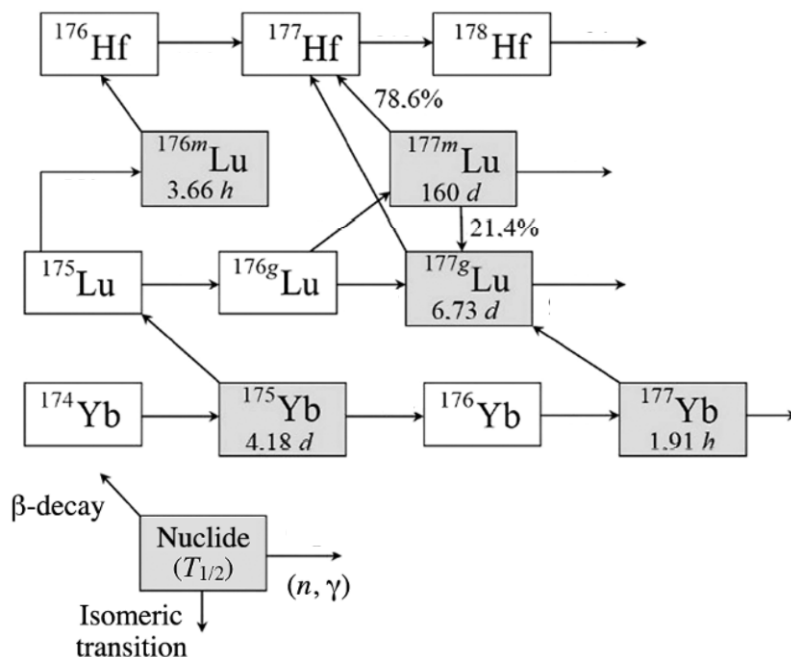 176Hf
177Hf
178Hf
78.6%
176mLu
3.66 h
177mLu
160 d
21.4%
175Lu
176gLu
177gLu
6.73 d
174Yb
175Yb
4.18 d
176Yb
177Yb
1.91 h
β-decay
Nuclide
(T1/2)
(n, γ)
Isomeric
transition